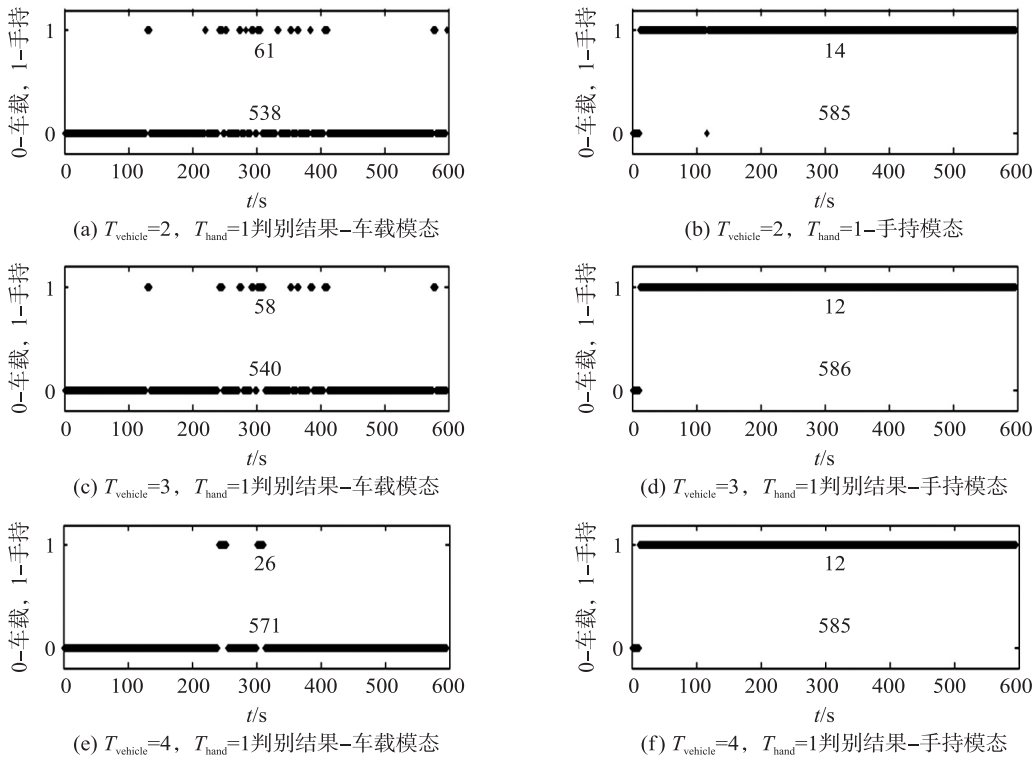 0-车载，1-手持
1
0
61
538
0 100 200 300 400 500 600
t/s
(a) Tvehicle=2，Thand=1判别结果-车载模态
0-车载，1-手持
1
0
14
585
0 100 200 300 400 500 600
t/s
(b) Tvehicle=2，Thand=1-手持模态
0-车载，1-手持
1
0
58
540
0 100 200 300 400 500 600
t/s
(c) Tvehicle=3，Thand=1判别结果-车载模态
0-车载，1-手持
1
0
12
586
0 100 200 300 400 500 600
t/s
(d) Tvehicle=3，Thand=1判别结果-手持模态
0-车载，1-手持
1
0
26
571
0 100 200 300 400 500 600
t/s
(e) Tvehicle=4，Thand=1判别结果-车载模态
0-车载，1-手持
1
0
12
585
0 100 200 300 400 500 600
t/s
(f) Tvehicle=4，Thand=1判别结果-手持模态